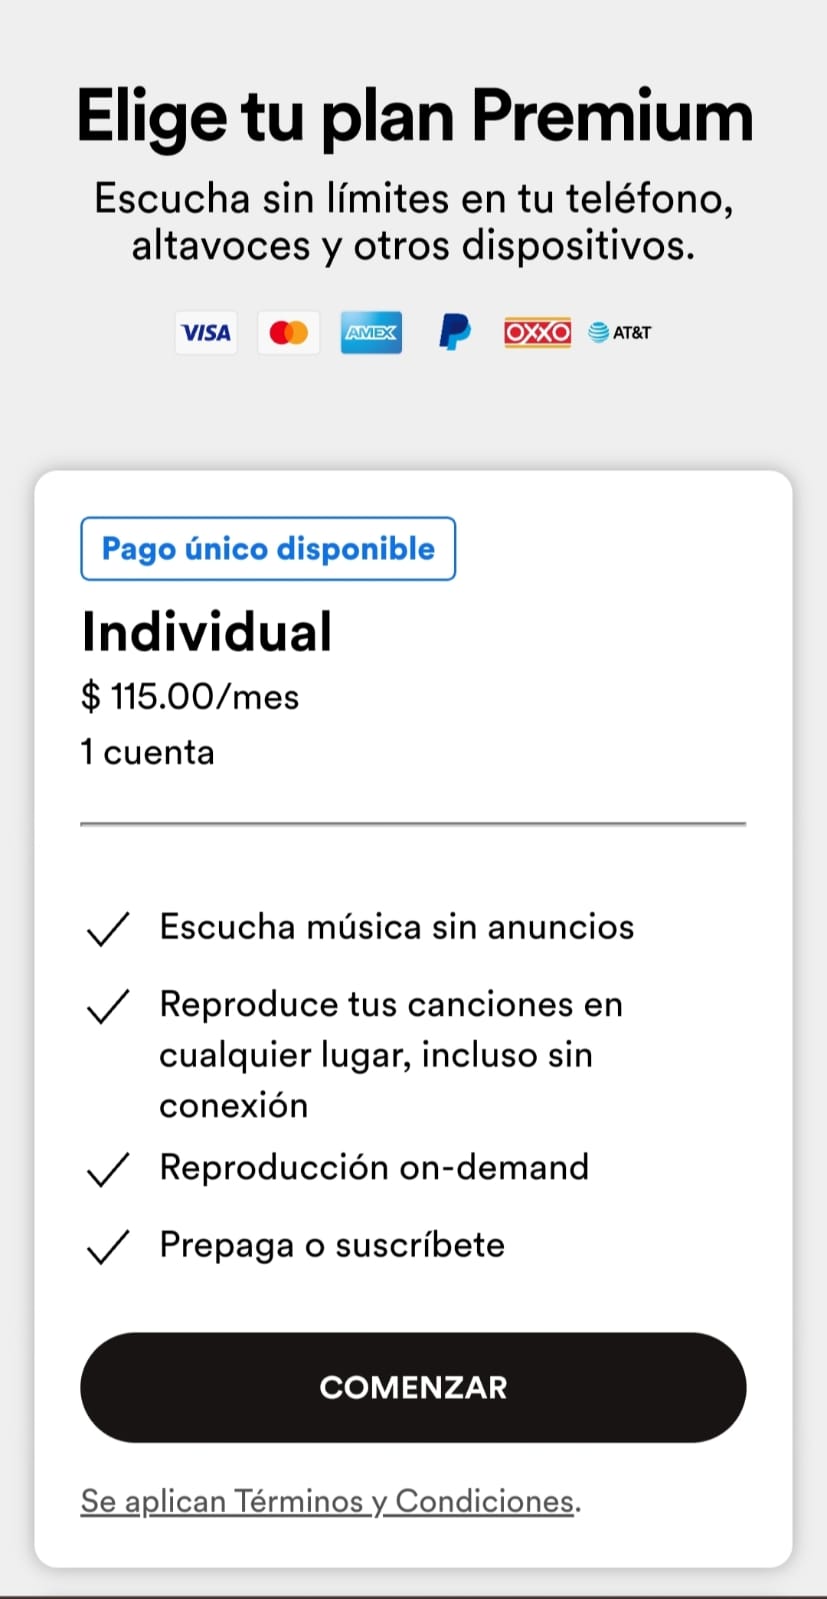 Elige tu plan Premium
Escucha sin límites en tu teléfono,
altavoces y otros dispositivos.
VISA AMEX OXXO AT&T
Pago único disponible
Individual
$ 115.00/mes
1 cuenta
Escucha música sin anuncios
Reproduce tus canciones en
cualquier lugar, incluso sin
conexión
Reproducción on-demand
Prepaga o suscríbete
COMENZAR
Se aplican Términos y Condiciones.